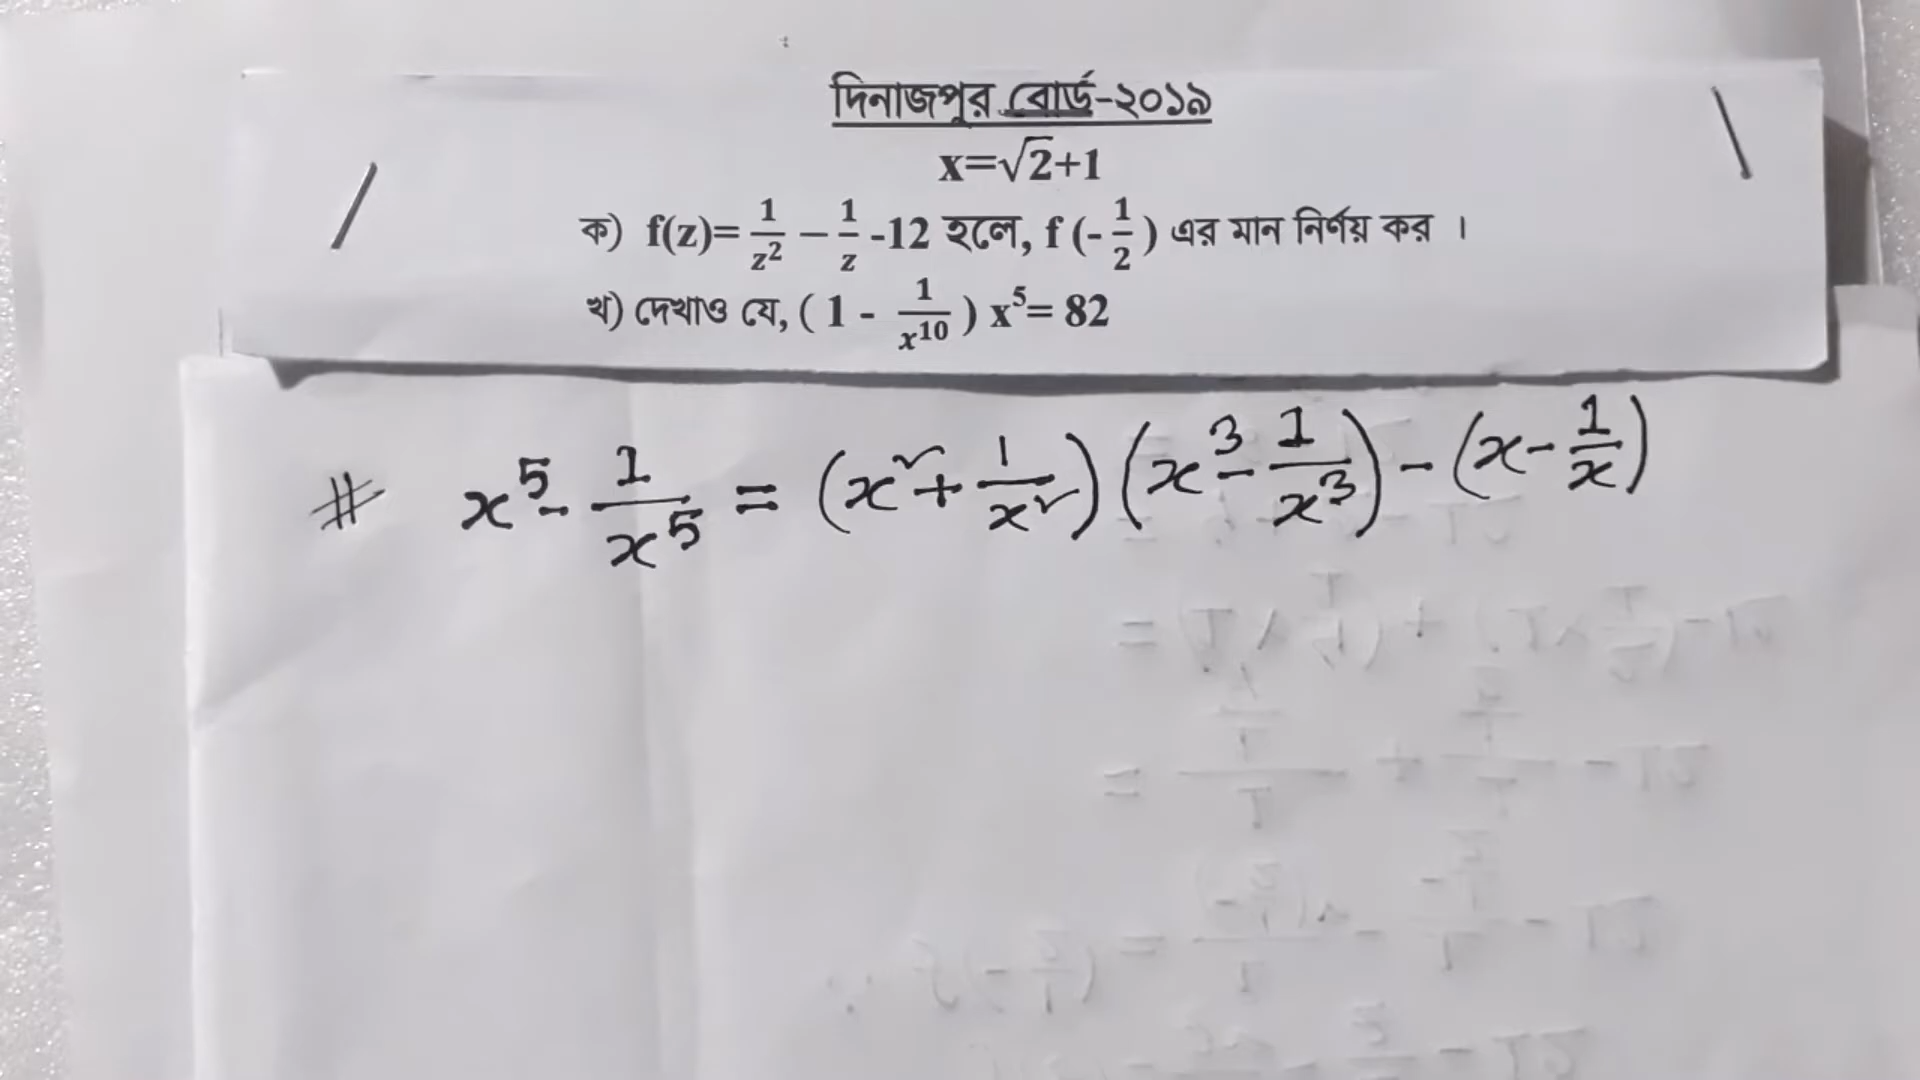 দিনাজপুর বোর্ড-২০১৯
x=√2+1
ক) f(z)= 1/z² – 1/z -12 হলে, f (- 1/2 ) এর মান নির্ণয় কর ।
খ) দেখাও যে, ( 1 - 1/x¹⁰ ) x⁵= 82
# x⁵ - 1/x⁵ = (x² + 1/x²) (x³ - 1/x³) - (x - 1/x)